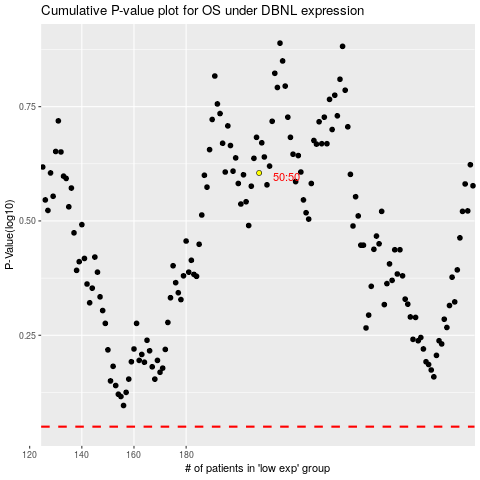 Cumulative P-value plot for OS under DBNL expression
P-Value(log10)
0.75
0.50
0.25
50:50
120 140 160 180
# of patients in 'low exp' group